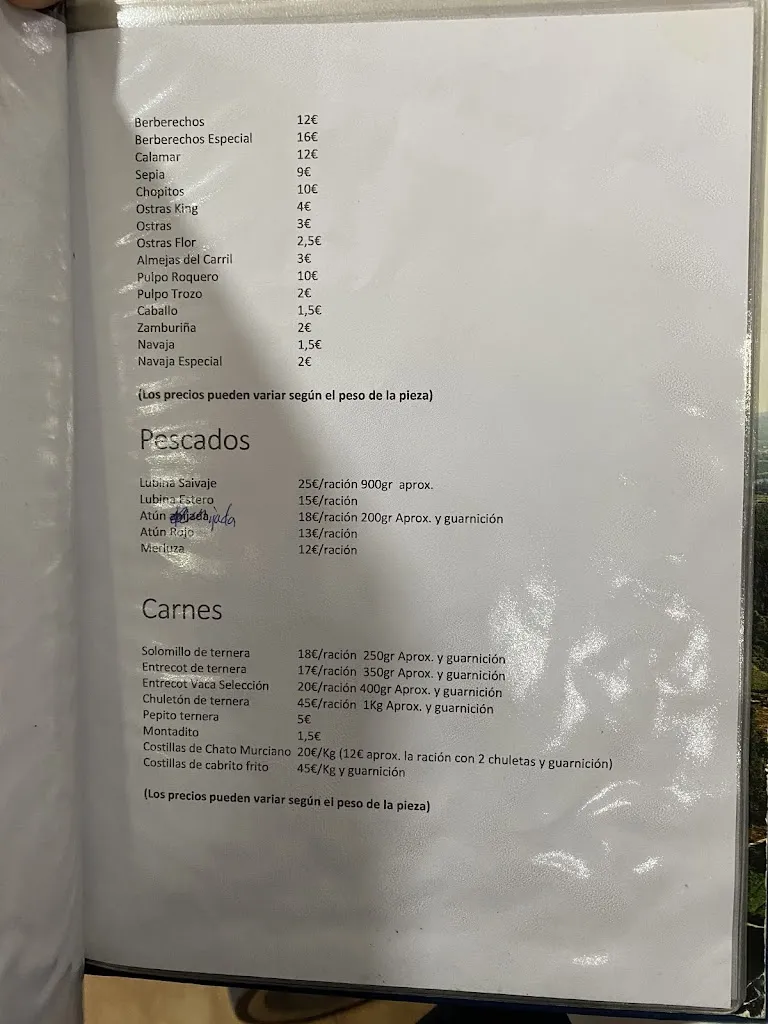 Berberechos 12€
Berberechos Especial 16€
Calamar 12€
Sepia 9€
Chopitos 10€
Ostras King 4€
Ostras 3€
Ostras Flor 2,5€
Almejas del Carril 3€
Pulpo Roquero 10€
Pulpo Trozo 2€
Caballo 1,5€
Zamburiña 2€
Navaja 1,5€
Navaja Especial 2€
(Los precios pueden variar según el peso de la pieza)
Pescados
Lubina Salvaje 25€/ración 900gr aprox.
Lubina Estero 15€/ración
Atún 18€/ración 200gr Aprox. y guarnición
Atún Rojo 13€/ración
Merluza 12€/ración
Carnes
Solomillo de ternera 18€/ración 250gr Aprox. y guarnición
Entrecot de ternera 17€/ración 350gr Aprox. y guarnición
Entrecot Vaca Selección 20€/ración 400gr Aprox. y guarnición
Chuletón de ternera 45€/ración 1Kg Aprox. y guarnición
Pepito ternera 5€
Montadito 1,5€
Costillas de Chato Murciano 20€/Kg (12€ aprox. la ración con 2 chuletas y guarnición)
Costillas de cabrito frito 45€/Kg y guarnición
(Los precios pueden variar según el peso de la pieza)